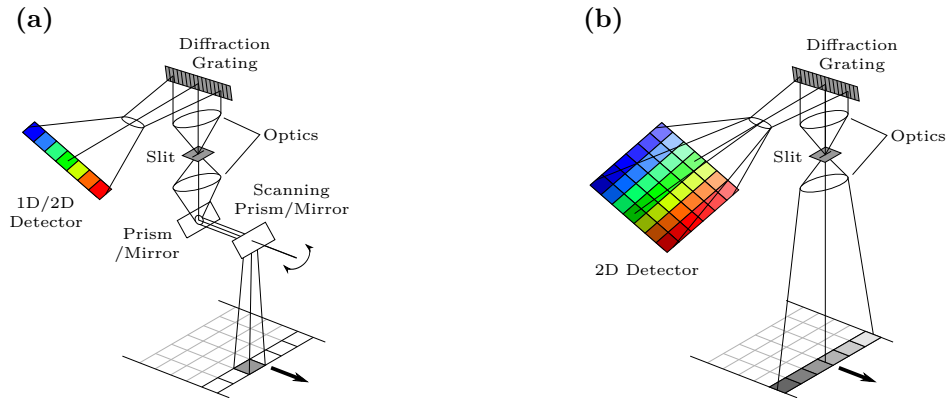 (a)
Diffraction
Grating
Optics
Slit
Scanning
Prism/Mirror
1D/2D
Detector
Prism
/Mirror
(b)
Diffraction
Grating
Optics
Slit
2D Detector